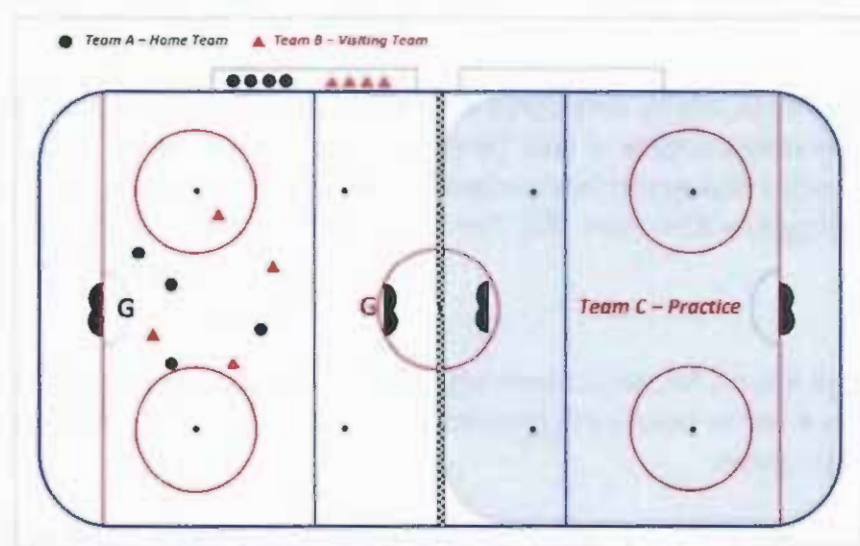 Team A – Home Team Team B – Visiting Team
G G Team C – Practice